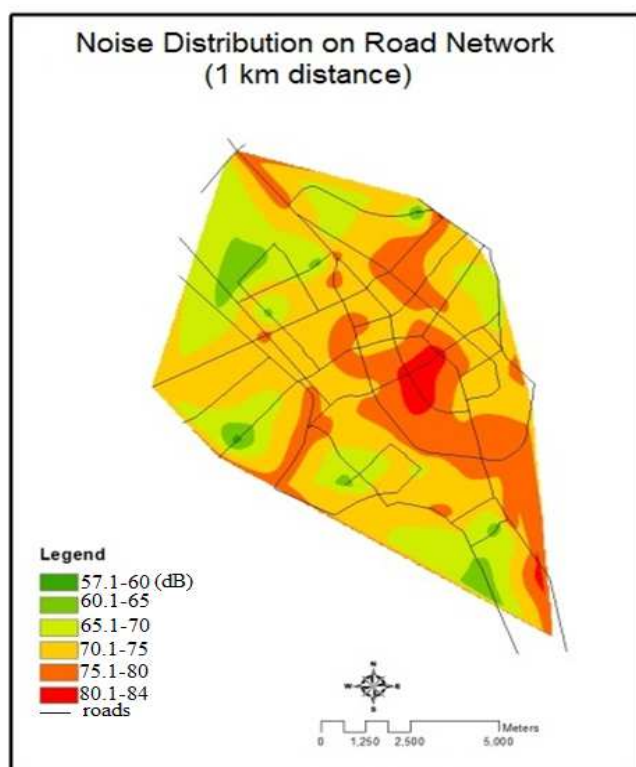 Noise Distribution on Road Network
(1 km distance)
Legend
57.1-60 (dB)
60.1-65
65.1-70
70.1-75
75.1-80
80.1-84
roads
N
W E
S
Meters
0 1,250 2,500 5,000